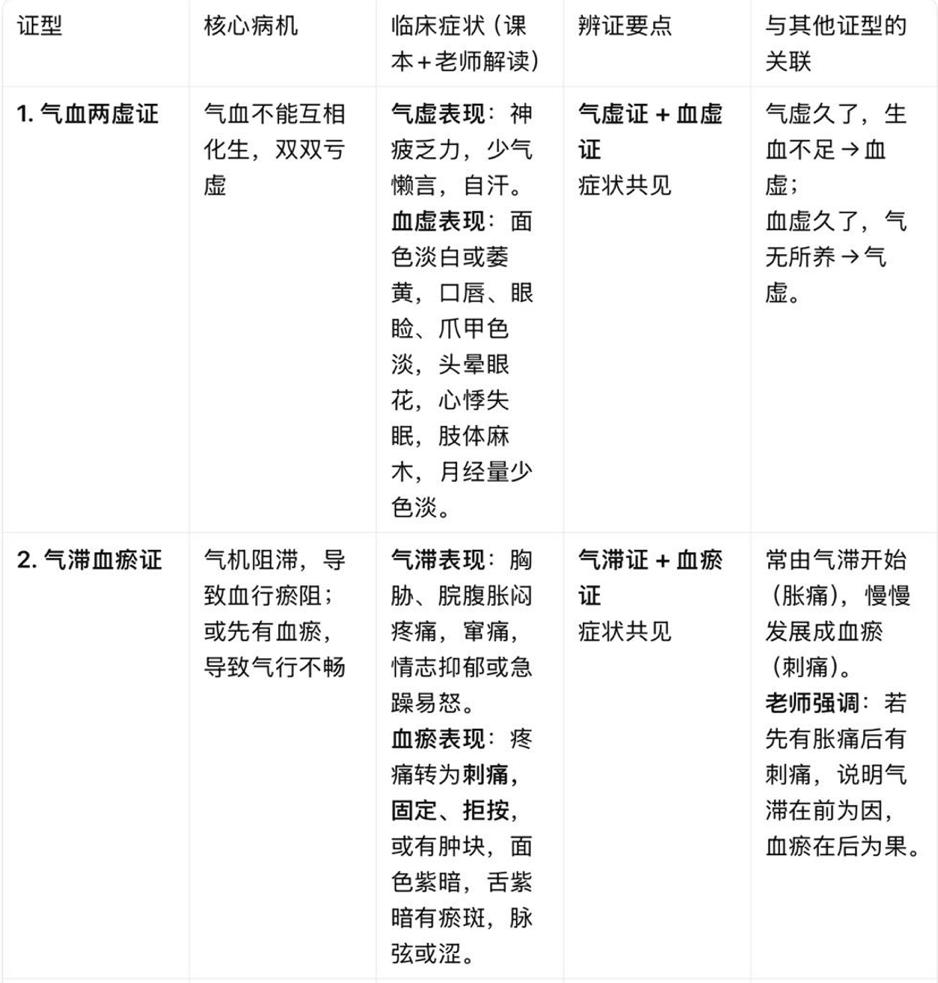 证型
核心病机
临床症状（课
本+老师解读）
辨证要点
与其他证型的
关联
1. 气血两虚证
气血不能互相
化生，双双亏
虚
气虚表现：神
疲乏力，少气
懒言，自汗。
血虚表现：面
色淡白或萎
黄，口唇、眼
睑、爪甲色
淡，头晕眼
花，心悸失
眠，肢体麻
木，月经量少
色淡。
气虚证 + 血虚
证
症状共见
气虚久了，生
血不足→血
虚；
血虚久了，气
无所养→气
虚。
2. 气滞血瘀证
气机阻滞，导
致血行瘀阻；
或先有血瘀，
导致气行不畅
气滞表现：胸
胁、脘腹胀闷
疼痛，窜痛，
情志抑郁或急
躁易怒。
血瘀表现：疼
痛转为刺痛，
固定、拒按，
或有肿块，面
色紫暗，舌紫
暗有瘀斑，脉
弦或涩。
气滞证 + 血瘀
证
症状共见
常由气滞开始
（胀痛），慢慢
发展成血瘀
（刺痛）。
老师强调：若
先有胀痛后有
刺痛，说明气
滞在前为因，
血瘀在后为果。